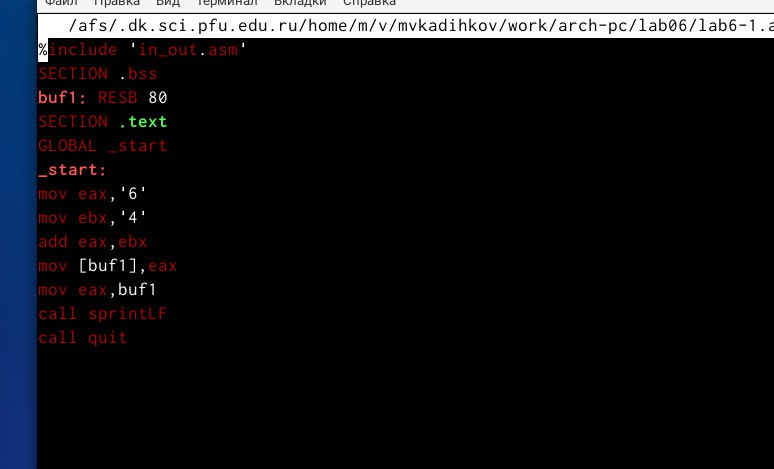 Файл Правка Вид Терминал Вкладки Справка
/afs/.dk.sci.pfu.edu.ru/home/m/v/mvkadihkov/work/arch-pc/lab06/lab6-1.a
%include 'in_out.asm'
SECTION .bss
buf1: RESB 80
SECTION .text
GLOBAL _start
_start:
mov eax,'6'
mov ebx,'4'
add eax,ebx
mov [buf1],eax
mov eax,buf1
call sprintLF
call quit